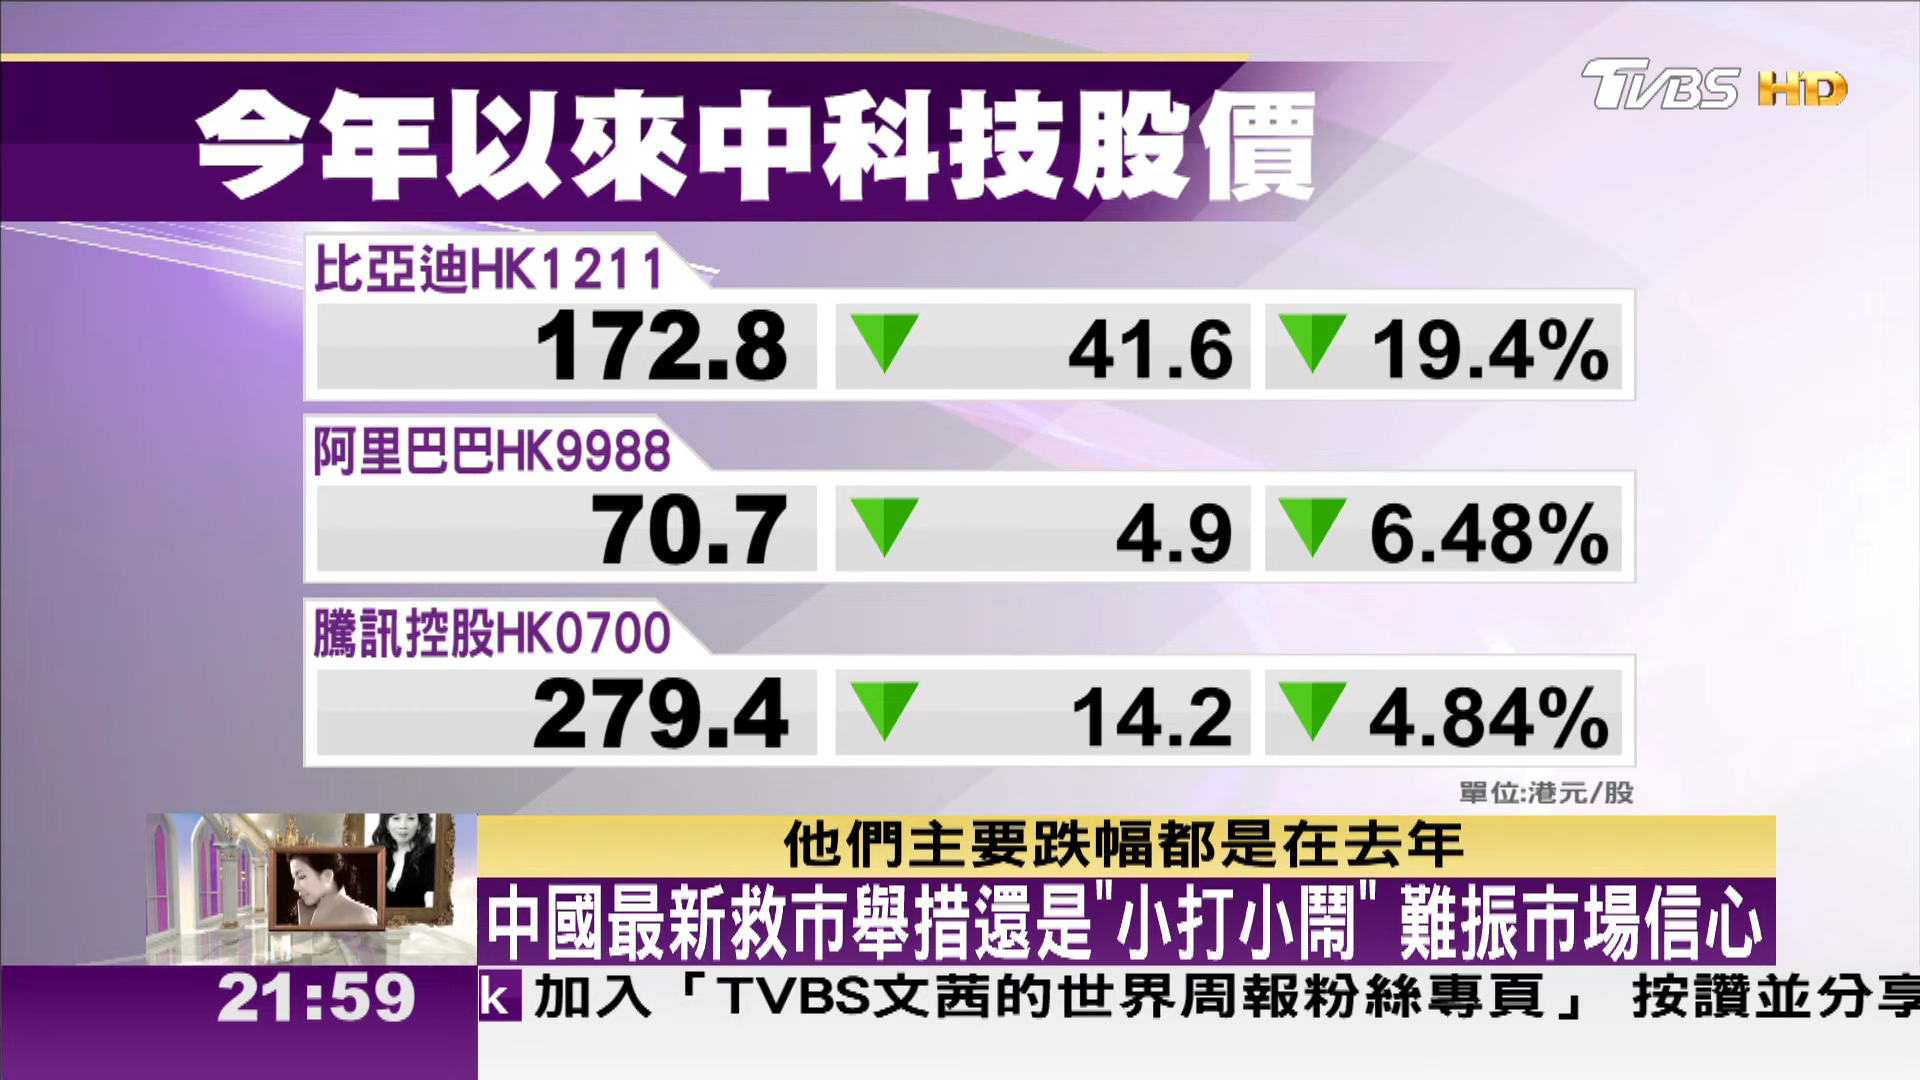 今年以來中科技股價
TVBS HD
比亞迪HK1211
172.8 ▼ 41.6 ▼ 19.4%
阿里巴巴HK9988
70.7 ▼ 4.9 ▼ 6.48%
騰訊控股HK0700
279.4 ▼ 14.2 ▼ 4.84%
單位:港元/股
他們主要跌幅都是在去年
中國最新救市舉措還是"小打小鬧" 難振市場信心
21:59
k 加入「TVBS文茜的世界周報粉絲專頁」 按讚並分享